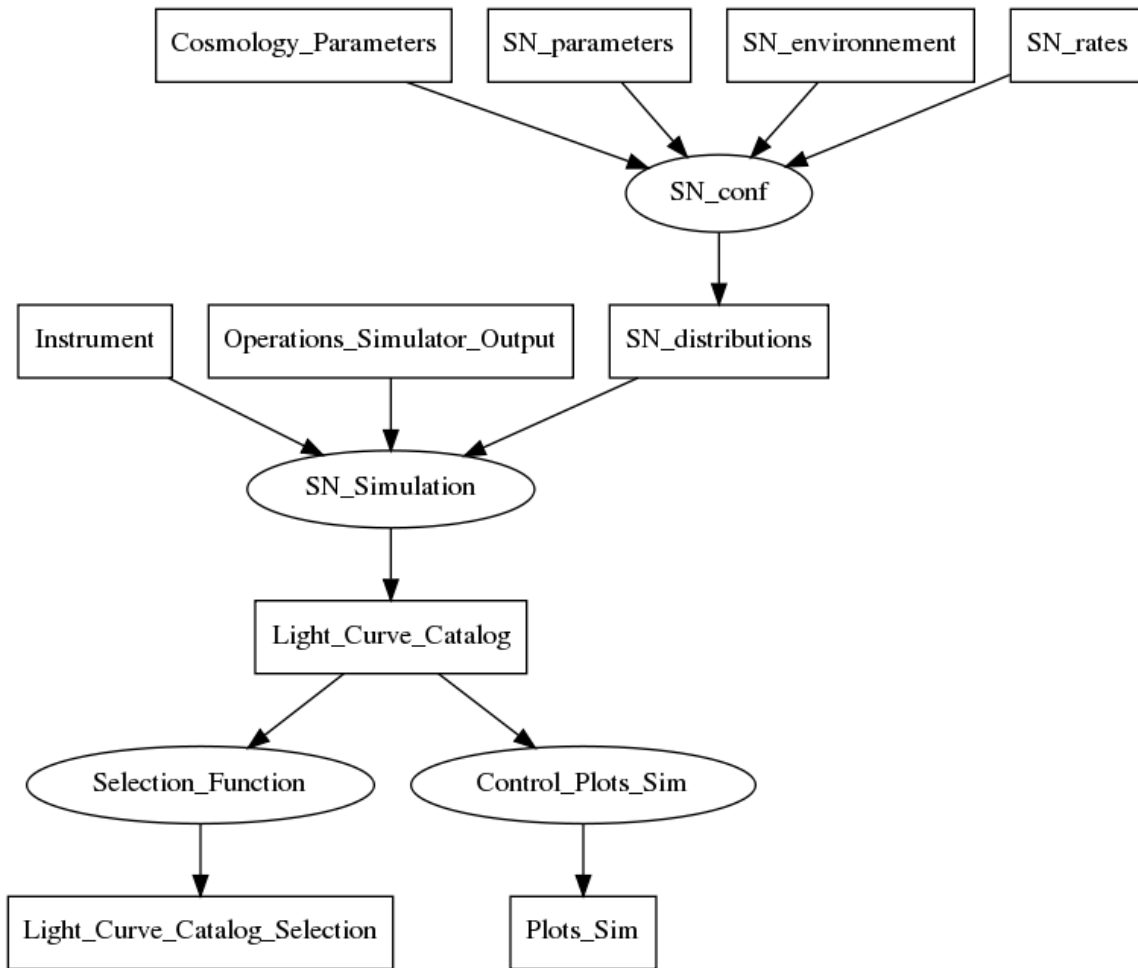 Cosmology_Parameters
SN_parameters
SN_environnement
SN_rates
SN_conf
Instrument
Operations_Simulator_Output
SN_distributions
SN_Simulation
Light_Curve_Catalog
Selection_Function
Control_Plots_Sim
Light_Curve_Catalog_Selection
Plots_Sim